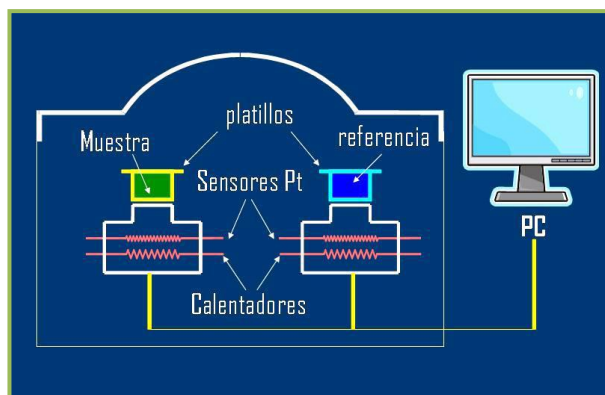 platillos
Muestra
referencia
Sensores Pt
PC
Calentadores